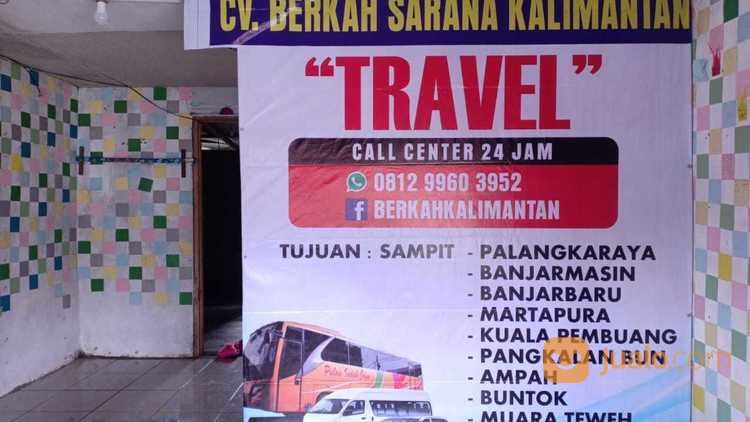 CV. BERKAH SARANA KALIMANTAN
"TRAVEL"
CALL CENTER 24 JAM
0812 9960 3952
BERKAHKALIMANTAN
TUJUAN : SAMPIT - PALANGKARAYA
- BANJARMASIN
- BANJARBARU
- MARTAPURA
- KUALA PEMBUANG
- PANGKALAN BUN
- AMPAH
- BUNTOK
- MUARA TEWEH
jualo.com